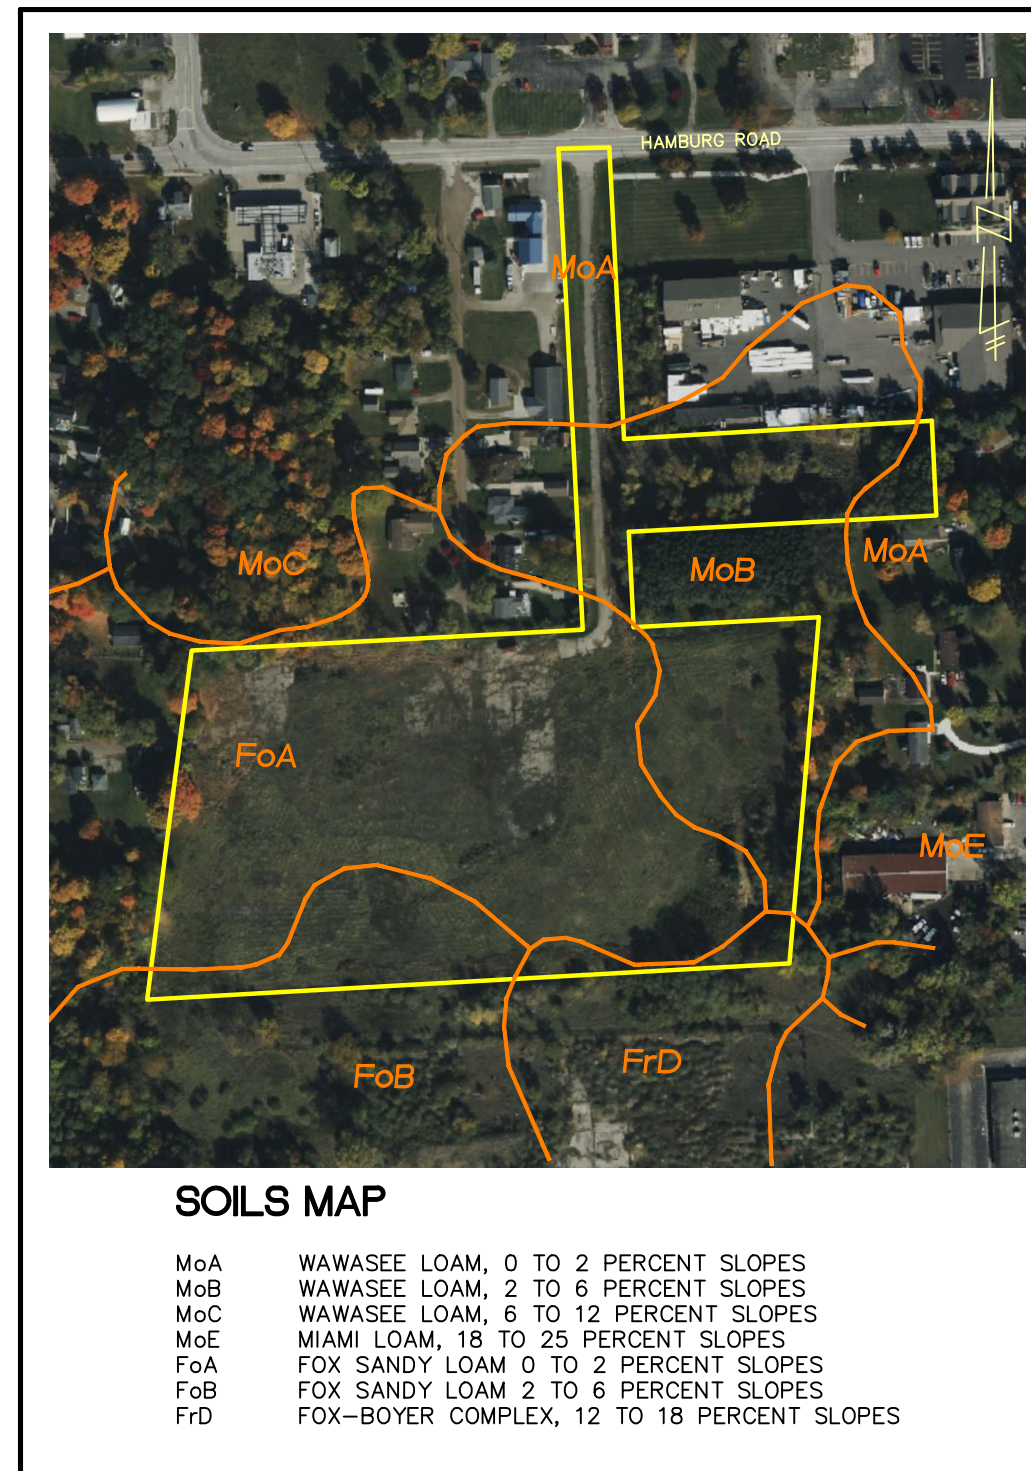 HAMBURG ROAD
MoA
MoC
MoB
MoA
FoA
MoE
FoB
FrD
SOILS MAP
MoA WAWASEE LOAM, 0 TO 2 PERCENT SLOPES
MoB WAWASEE LOAM, 2 TO 6 PERCENT SLOPES
MoC WAWASEE LOAM, 6 TO 12 PERCENT SLOPES
MoE MIAMI LOAM, 18 TO 25 PERCENT SLOPES
FoA FOX SANDY LOAM 0 TO 2 PERCENT SLOPES
FoB FOX SANDY LOAM 2 TO 6 PERCENT SLOPES
FrD FOX-BOYER COMPLEX, 12 TO 18 PERCENT SLOPES